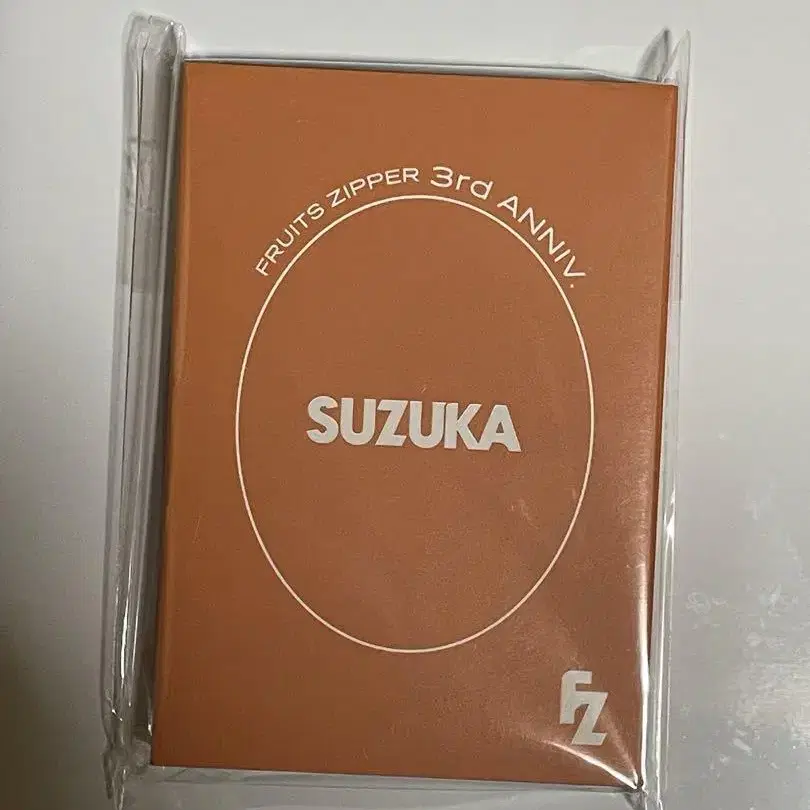 FRUITS ZIPPER 3rd ANNIV.
SUZUKA
FZ